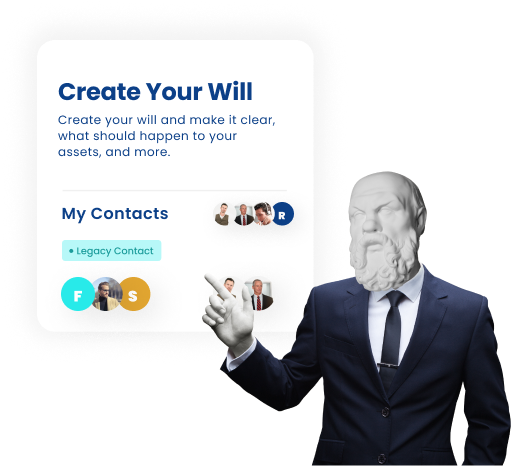 Create Your Will
Create your will and make it clear,
what should happen to your
assets, and more.
My Contacts
R
• Legacy Contact
F
S